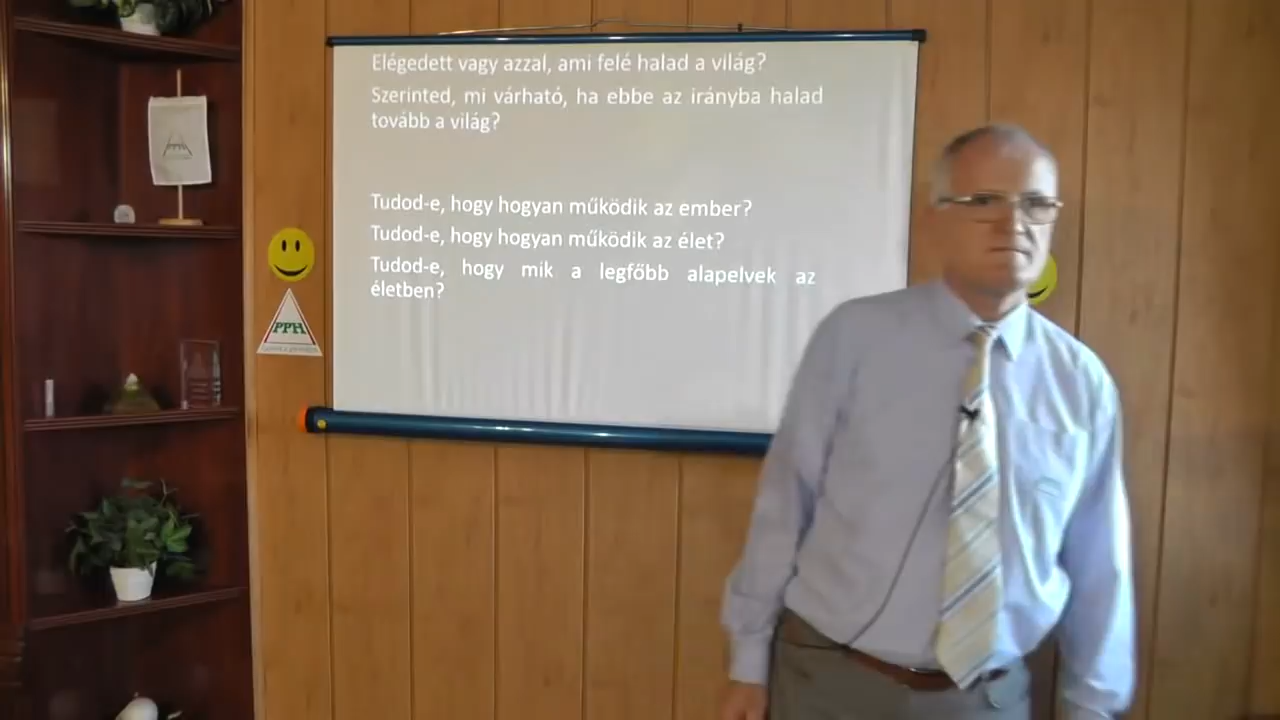 Elégedett vagy azzal, ami felé halad a világ?
Szerinted, mi várható, ha ebbe az irányba halad
tovább a világ?
Tudod-e, hogy hogyan működik az ember?
Tudod-e, hogy hogyan működik az élet?
Tudod-e, hogy mik a legfőbb alapelvek az
életben?
PPH